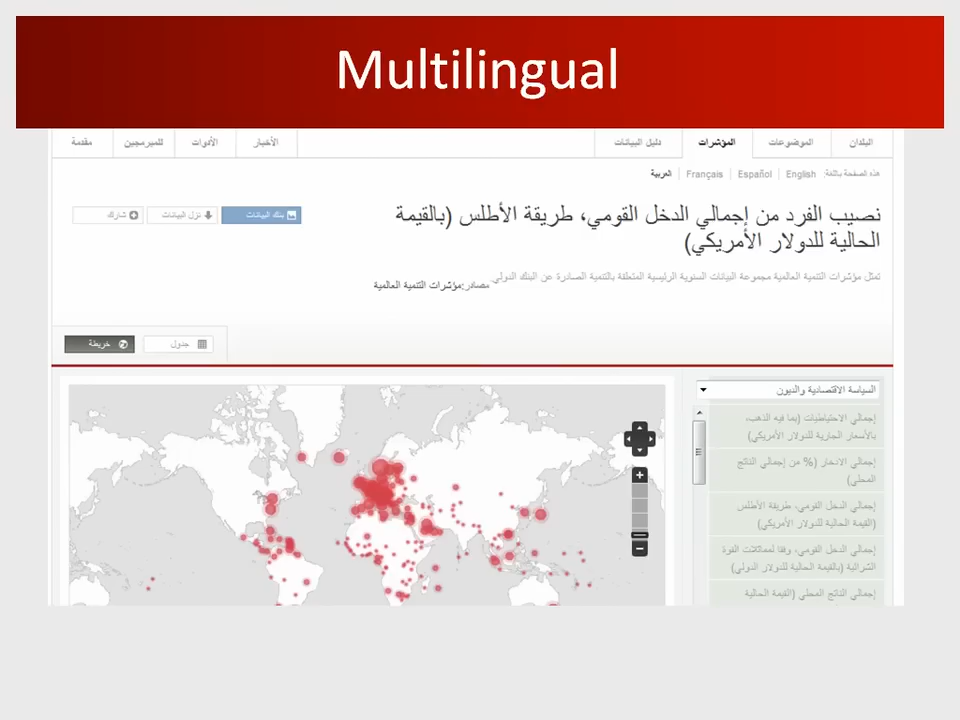 Multilingual
البلدان
الموضوعات
المؤشرات
دليل البيانات
الأخبار
الأدوات
للمبرمجين
مقدمة
هذه الصفحة باللغة: English Español Français العربية
نصيب الفرد من إجمالي الدخل القومي، طريقة الأطلس (بالقيمة
الحالية للدولار الأمريكي)
بنك البيانات
نزل البيانات
شارك
تمثل مؤشرات التنمية العالمية مجموعة البيانات السنوية الرئيسية المتعلقة بالتنمية الصادرة عن البنك الدولي.
مصادر:مؤشرات التنمية العالمية
جدول
خريطة
السياسة الاقتصادية والديون
إجمالي الاحتياطيات (بما فيه الذهب،
بالأسعار الجارية للدولار الأمريكي)
إجمالي الادخار (% من إجمالي الناتج
المحلي)
إجمالي الدخل القومي، طريقة الأطلس
(القيمة الحالية للدولار الأمريكي)
إجمالي الدخل القومي، وفقا لمماثلات القوة
الشرائية (بالقيمة الحالية للدولار الدولي)
إجمالي الناتج المحلي (القيمة الحالية